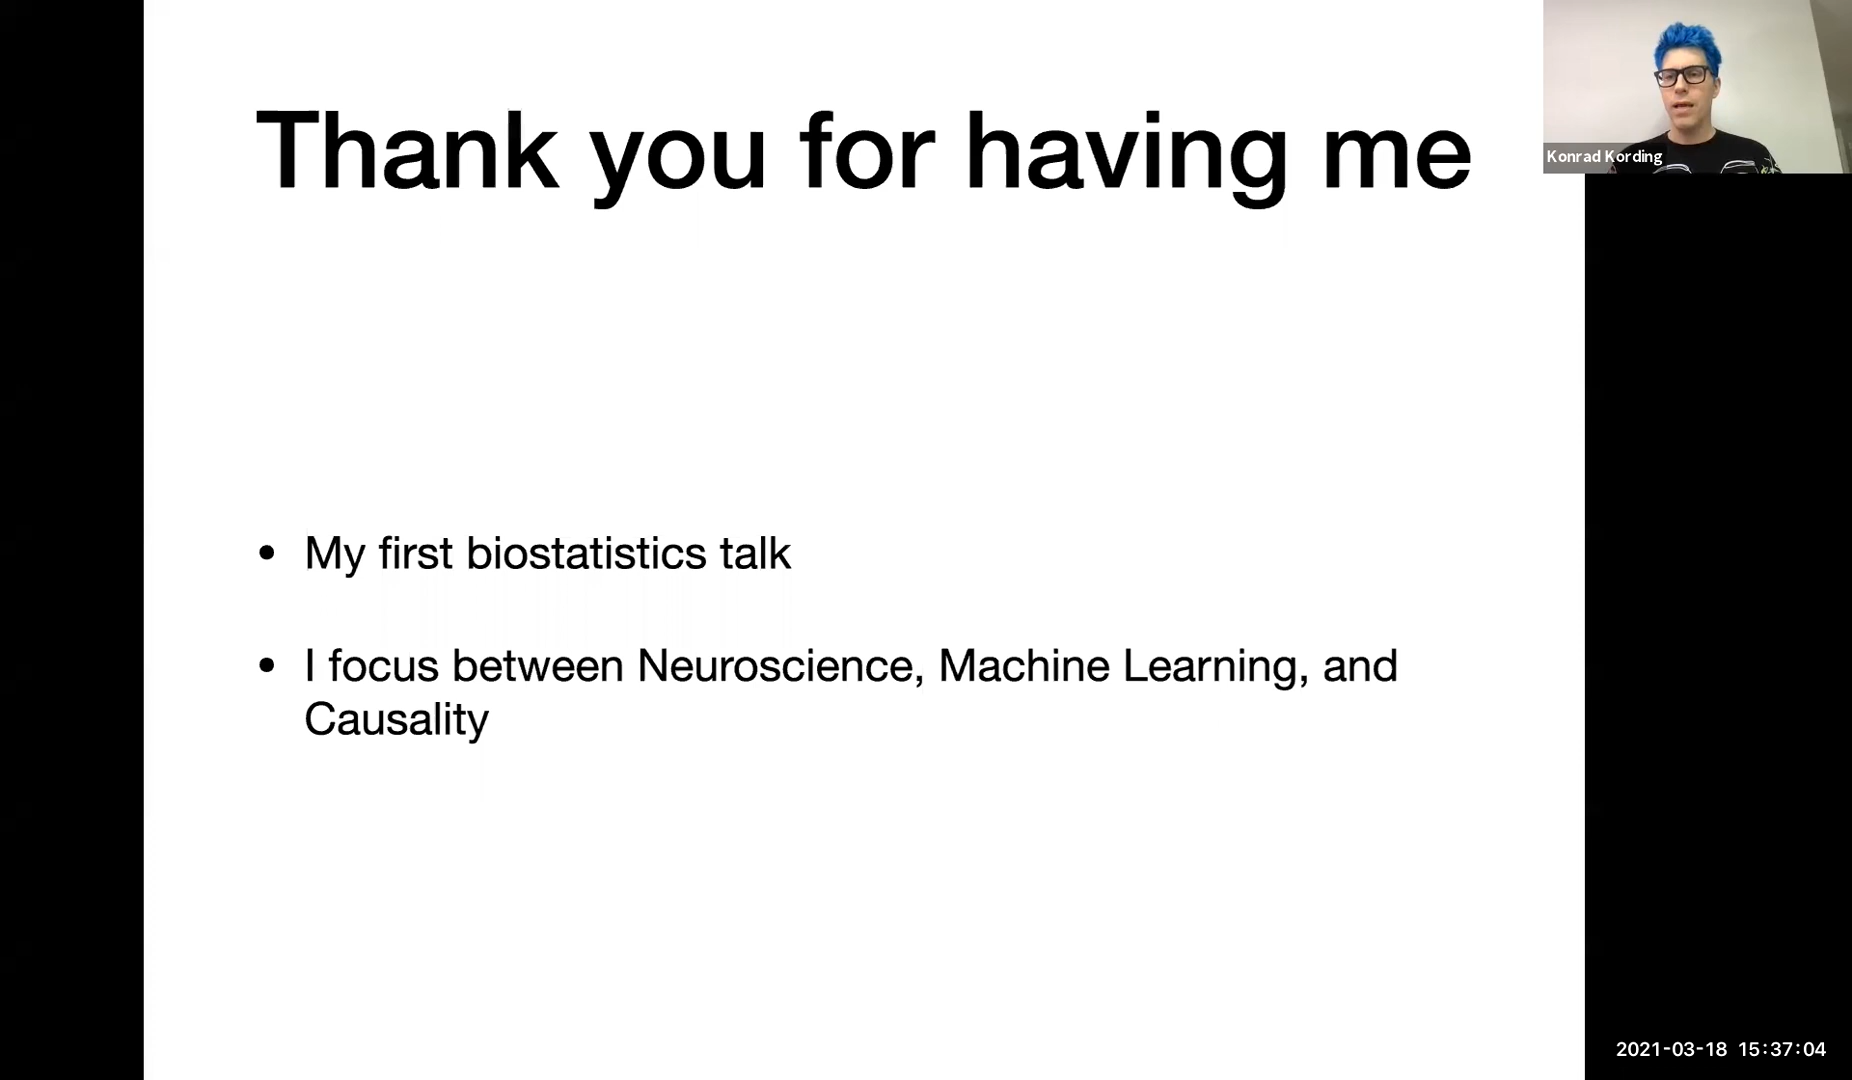 Thank you for having me
Konrad Kording
• My first biostatistics talk
• I focus between Neuroscience, Machine Learning, and
Causality
2021-03-18 15:37:04